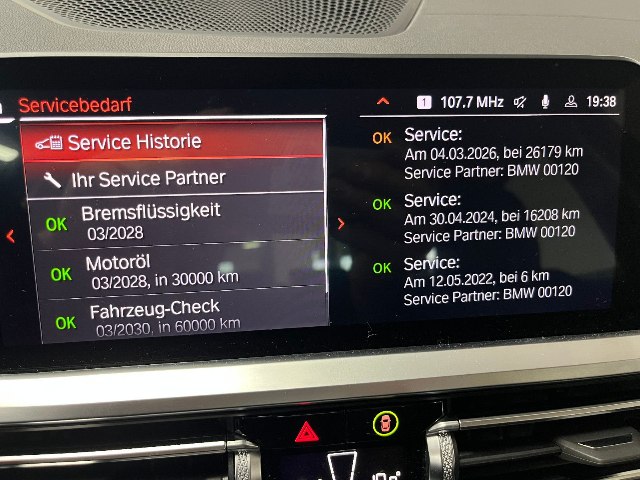 Servicebedarf
1 107.7 MHz 19:38
Service Historie
Ihr Service Partner
OK Bremsflüssigkeit
03/2028
OK Motoröl
03/2028, in 30000 km
OK Fahrzeug-Check
03/2030, in 60000 km
OK Service:
Am 04.03.2026, bei 26179 km
Service Partner: BMW 00120
OK Service:
Am 30.04.2024, bei 16208 km
Service Partner: BMW 00120
OK Service:
Am 12.05.2022, bei 6 km
Service Partner: BMW 00120